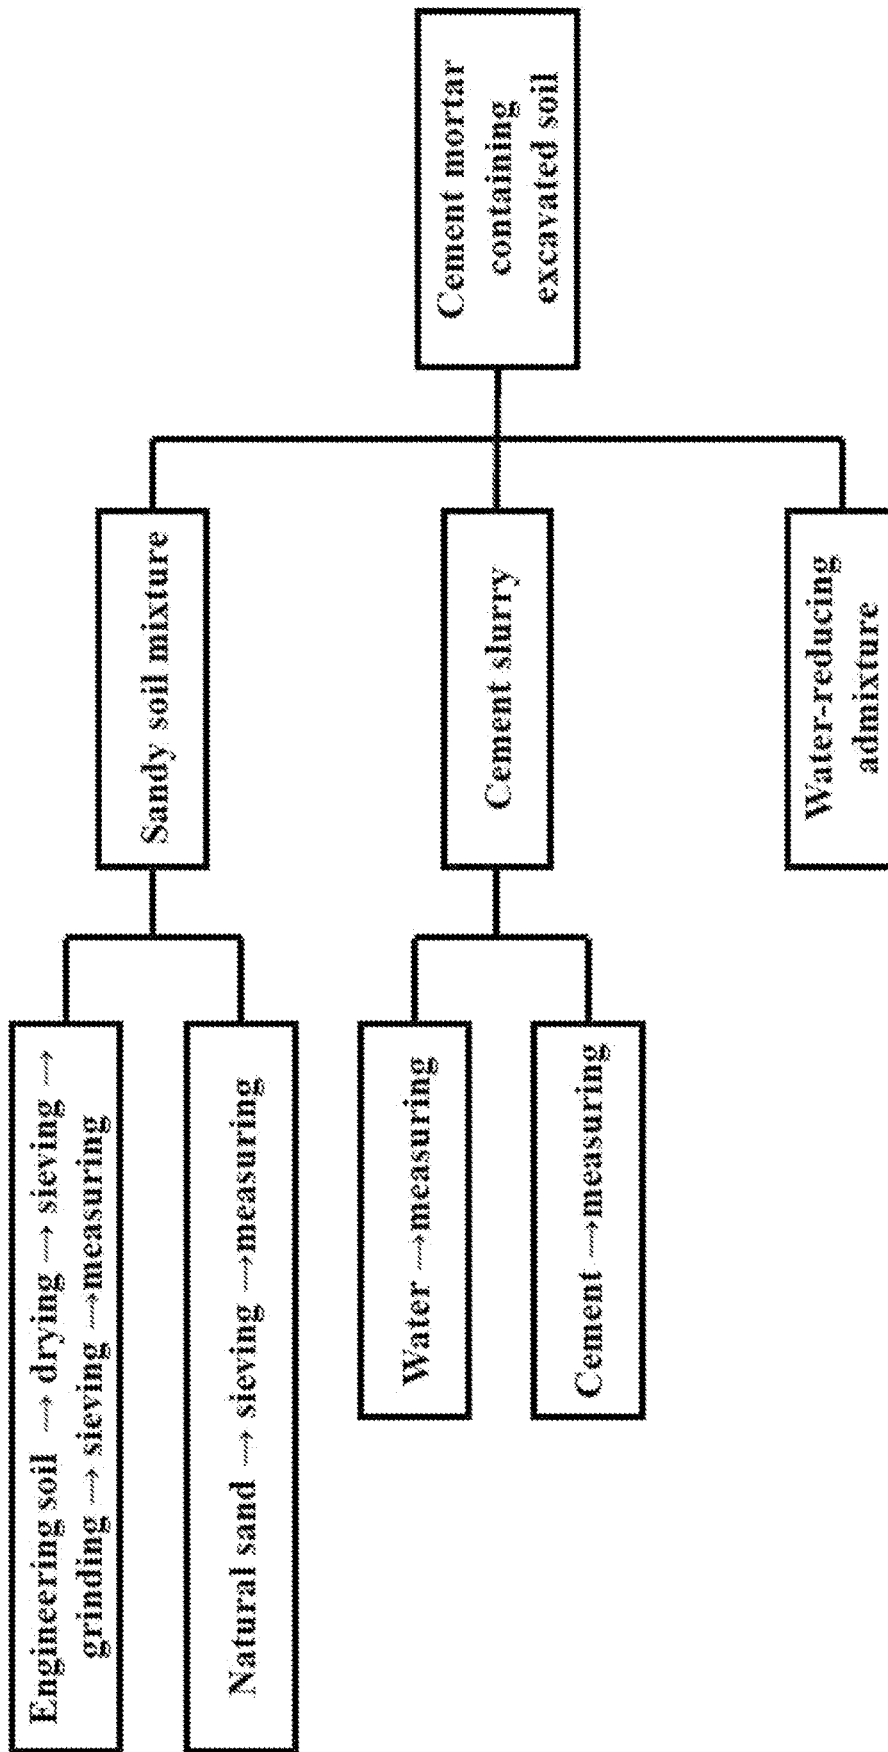 Engineering soil → drying → sieving →
grinding → sieving →measuring
Natural sand → sieving →measuring
Water →measuring
Cement →measuring
Sandy soil mixture
Cement slurry
Water-reducing
admixture
Cement mortar
containing
excavated soil